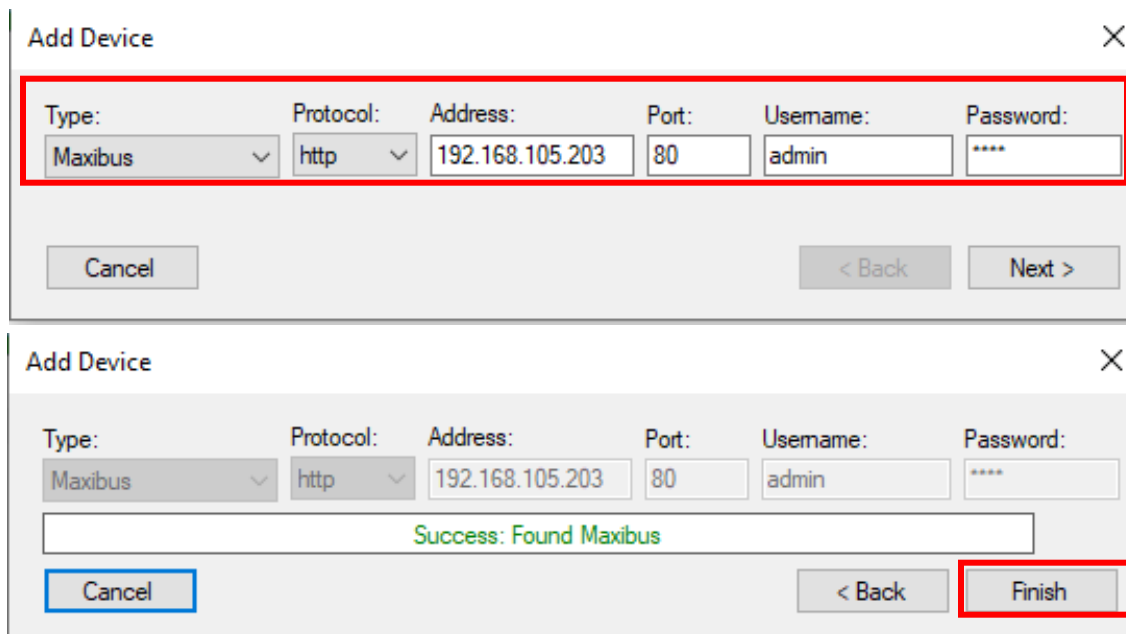 Add Device
Type: Protocol: Address: Port: Username: Password:
Maxibus http 192.168.105.203 80 admin ****
Cancel < Back Next >
Add Device
Type: Protocol: Address: Port: Username: Password:
Maxibus http 192.168.105.203 80 admin ****
Success: Found Maxibus
Cancel < Back Finish